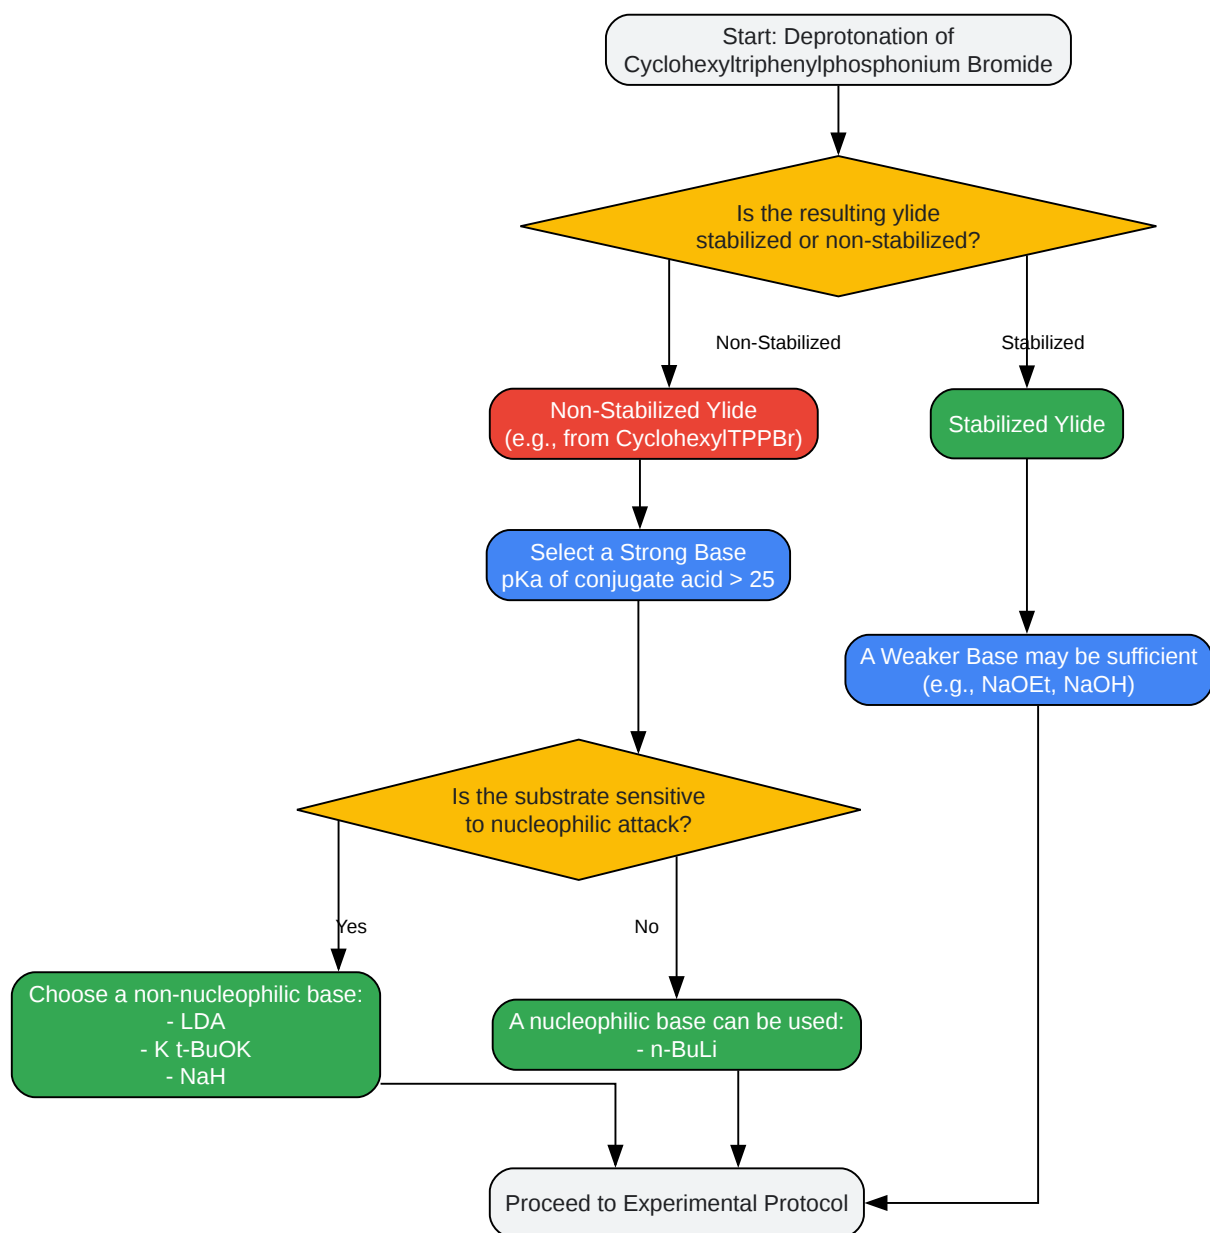 Start: Deprotonation of
Cyclohexyltriphenylphosphonium Bromide
Is the resulting ylide
stabilized or non-stabilized?
Non-Stabilized
Stabilized
Non-Stabilized Ylide
(e.g., from CyclohexylTPPBr)
Stabilized Ylide
Select a Strong Base
pKa of conjugate acid > 25
A Weaker Base may be sufficient
(e.g., NaOEt, NaOH)
Is the substrate sensitive
to nucleophilic attack?
Yes
No
Choose a non-nucleophilic base:
- LDA
- K t-BuOK
- NaH
A nucleophilic base can be used:
- n-BuLi
Proceed to Experimental Protocol